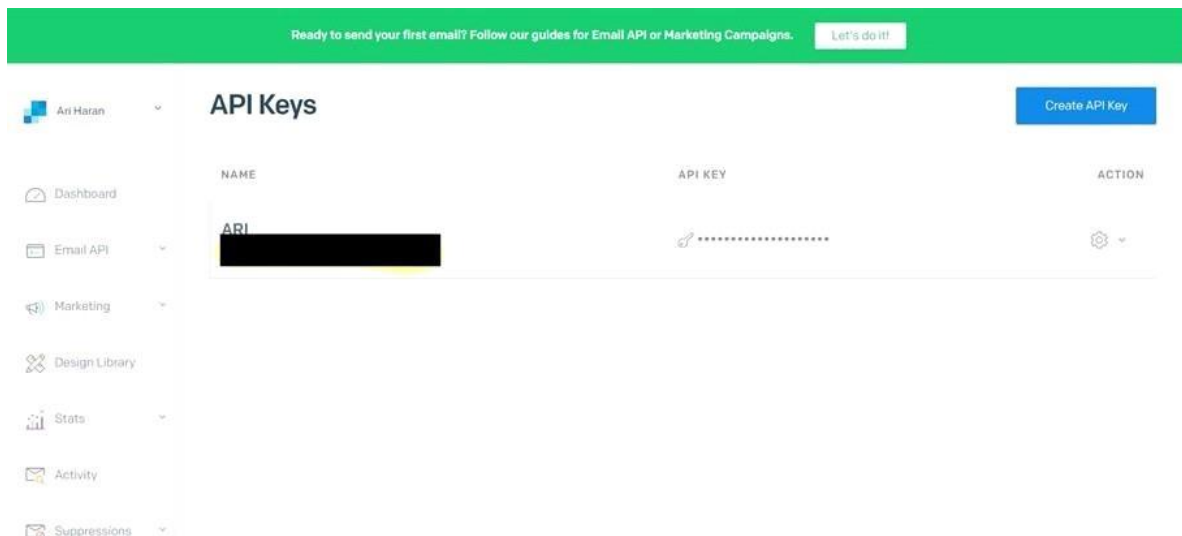 Ready to send your first email? Follow our guides for Email API or Marketing Campaigns. Let's do it!
Ari Haran
API Keys
Create API Key
NAME API KEY ACTION
Dashboard
ARI
••••••••••••••••••••
Email API
Marketing
Design Library
Stats
Activity
Suppressions